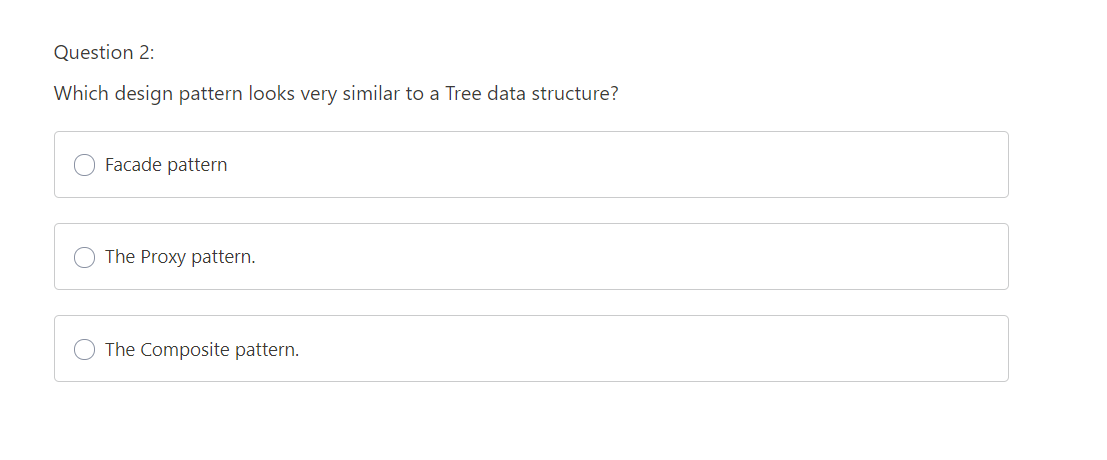 Question 2:
Which design pattern looks very similar to a Tree data structure?
Facade pattern
The Proxy pattern.
The Composite pattern.